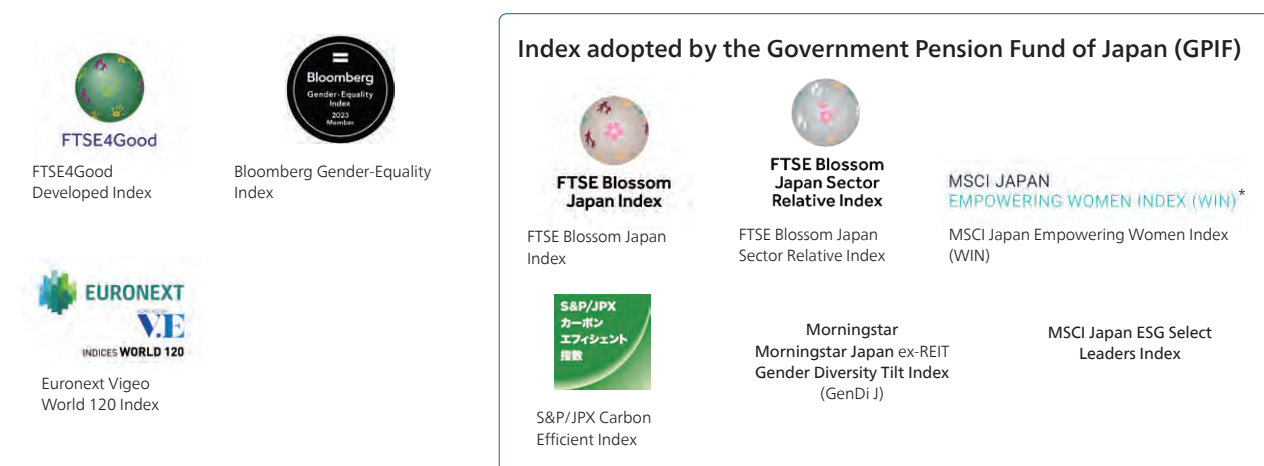 FTSE4Good
FTSE4Good
Developed Index
Bloomberg
Gender-Equality
Index
2023
Member
Bloomberg Gender-Equality
Index
EURONEXT
V.E
INDICES WORLD 120
Euronext Vigeo
World 120 Index
Index adopted by the Government Pension Fund of Japan (GPIF)
FTSE Blossom
Japan Index
FTSE Blossom Japan
Index
FTSE Blossom
Japan Sector
Relative Index
FTSE Blossom Japan
Sector Relative Index
MSCI JAPAN
EMPOWERING WOMEN INDEX (WIN)*
MSCI Japan Empowering Women Index
(WIN)
S&P/JPX
カーボン
エフィシェント
指数
S&P/JPX Carbon
Efficient Index
Morningstar
Morningstar Japan ex-REIT
Gender Diversity Tilt Index
(GenDi J)
MSCI Japan ESG Select
Leaders Index